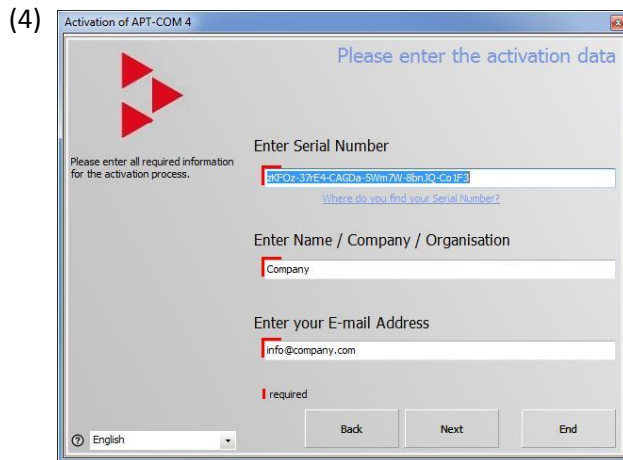 (4)
Activation of APT-COM 4
Please enter the activation data
Please enter all required information
for the activation process.
Enter Serial Number
zKFOz-37rE4-CAGDa-5Wm7W-8bnJQ-Co1F3
Where do you find your Serial Number?
Enter Name / Company / Organisation
Company
Enter your E-mail Address
info@company.com
required
Back
Next
End
English